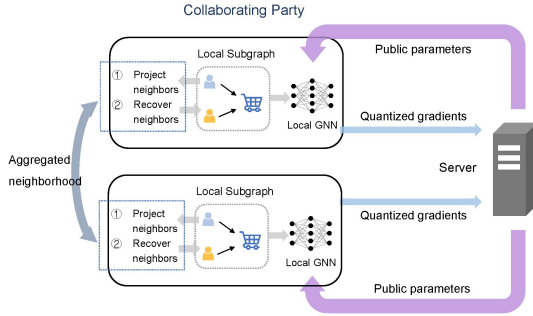 Collaborating Party
Public parameters
Local Subgraph
① Project
neighbors
② Recover
neighbors
Local GNN
Quantized gradients
Aggregated
neighborhood
Server
Local Subgraph
① Project
neighbors
② Recover
neighbors
Local GNN
Quantized gradients
Public parameters